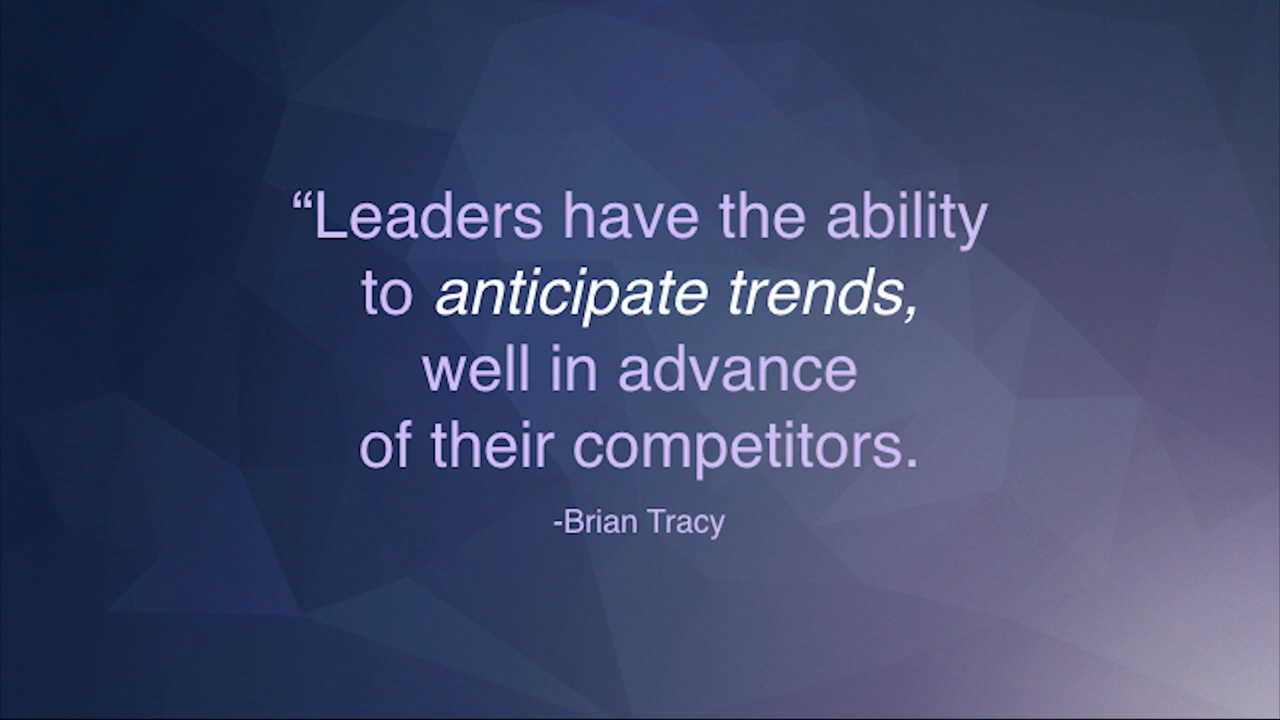 “Leaders have the ability
to anticipate trends,
well in advance
of their competitors.
-Brian Tracy